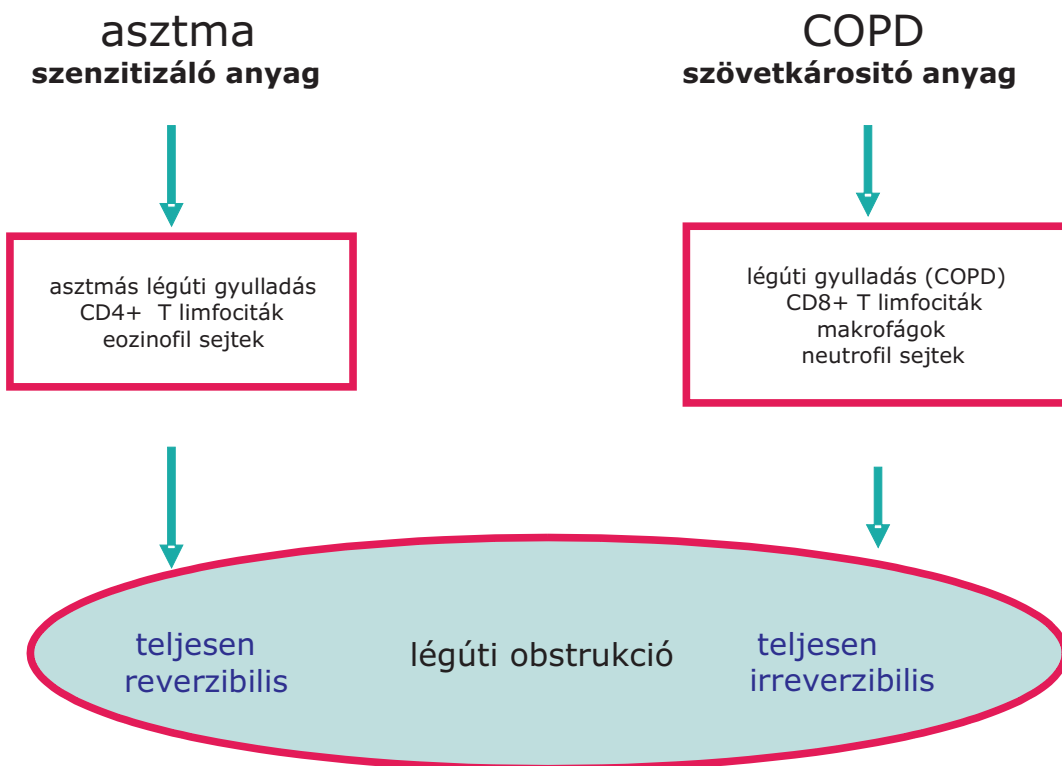 asztma
szenzitizáló anyag
COPD
szövetkárositó anyag
asztmás légúti gyulladás
CD4+ T limfociták
eozinofil sejtek
légúti gyulladás (COPD)
CD8+ T limfociták
makrofágok
neutrofil sejtek
teljesen
reverzibilis
légúti obstrukció
teljesen
irreverzibilis